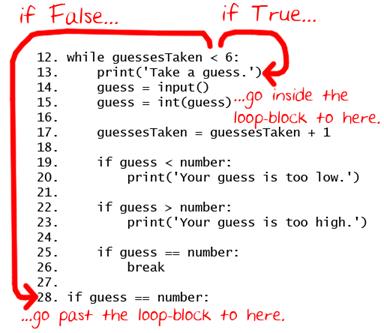 if False...
if True...
12. while guessesTaken < 6:
13.     print('Take a guess.')
14.     guess = input()
15.     guess = int(guess)
...go inside the
loop-block to here.
16.
17.     guessesTaken = guessesTaken + 1
18.
19.     if guess < number:
20.         print('Your guess is too low.')
21.
22.     if guess > number:
23.         print('Your guess is too high.')
24.
25.     if guess == number:
26.         break
27.
28. if guess == number:
...go past the loop-block to here.